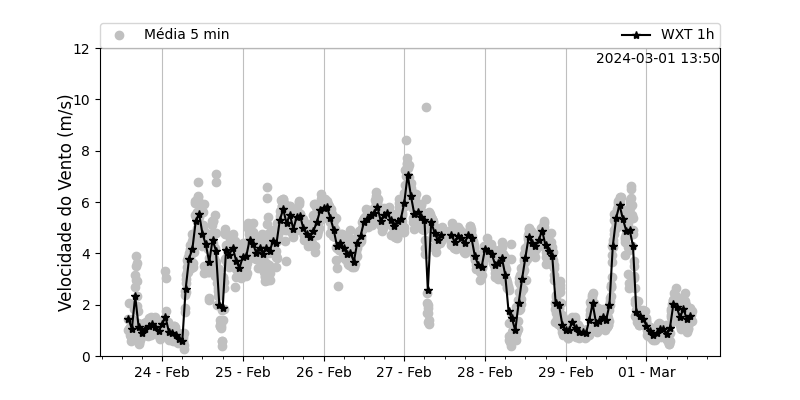 Média 5 min
WXT 1h
2024-03-01 13:50
Velocidade do Vento (m/s)
12
10
8
6
4
2
0
24 - Feb
25 - Feb
26 - Feb
27 - Feb
28 - Feb
29 - Feb
01 - Mar